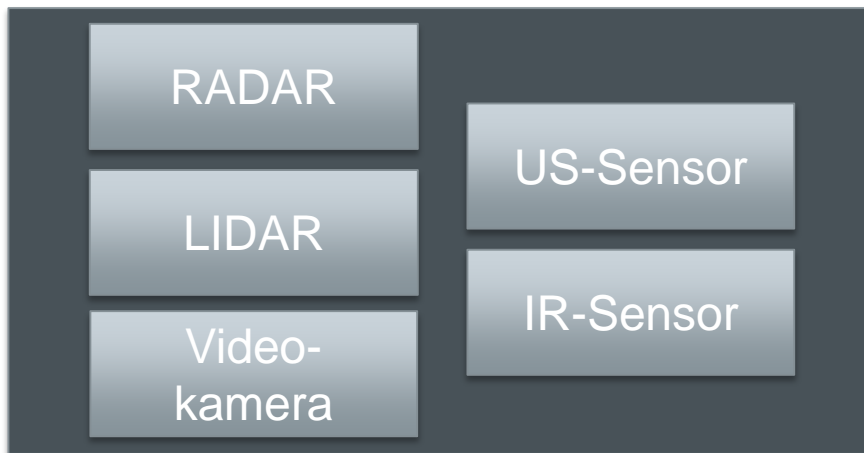 RADAR
LIDAR
Video-
kamera
US-Sensor
IR-Sensor